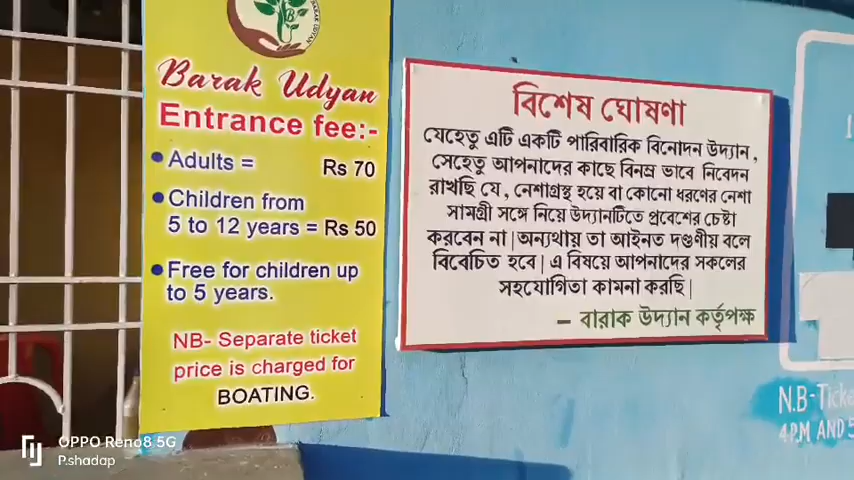 Barak Udyan
Entrance fee:-
Adults = Rs 70
Children from
5 to 12 years = Rs 50
Free for children up
to 5 years.
NB- Separate ticket
price is charged for
BOATING.
বিশেষ ঘোষণা
যেহেতু এটি একটি পারিবারিক বিনোদন উদ্যান,
সেহেতু আপনাদের কাছে বিনম্র ভাবে নিবেদন
রাখছি যে, নেশাগ্রস্থ হয়ে বা কোনো ধরণের নেশা
সামগ্রী সঙ্গে নিয়ে উদ্যানটিতে প্রবেশের চেষ্টা
করবেন না। অন্যথায় তা আইনত দণ্ডণীয় বলে
বিবেচিত হবে। এ বিষয়ে আপনাদের সকলের
সহযোগিতা কামনা করছি।
– বারাক উদ্যান কর্তৃপক্ষ
N.B - Ticke
4P.M AND 5
OPPO Reno8 5G
P.shadap